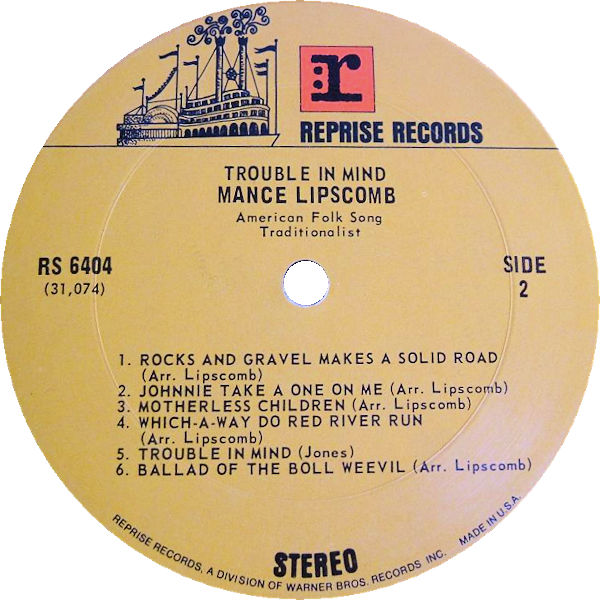 r
REPRISE RECORDS
TROUBLE IN MIND
MANCE LIPSCOMB
American Folk Song
Traditionalist
RS 6404
(31,074)
SIDE
2
1. ROCKS AND GRAVEL MAKES A SOLID ROAD
(Arr. Lipscomb)
2. JOHNNIE TAKE A ONE ON ME (Arr. Lipscomb)
3. MOTHERLESS CHILDREN (Arr. Lipscomb)
4. WHICH-A-WAY DO RED RIVER RUN
(Arr. Lipscomb)
5. TROUBLE IN MIND (Jones)
6. BALLAD OF THE BOLL WEEVIL (Arr. Lipscomb)
STEREO
REPRISE RECORDS, A DIVISION OF WARNER BROS. RECORDS INC. MADE IN U.S.A.